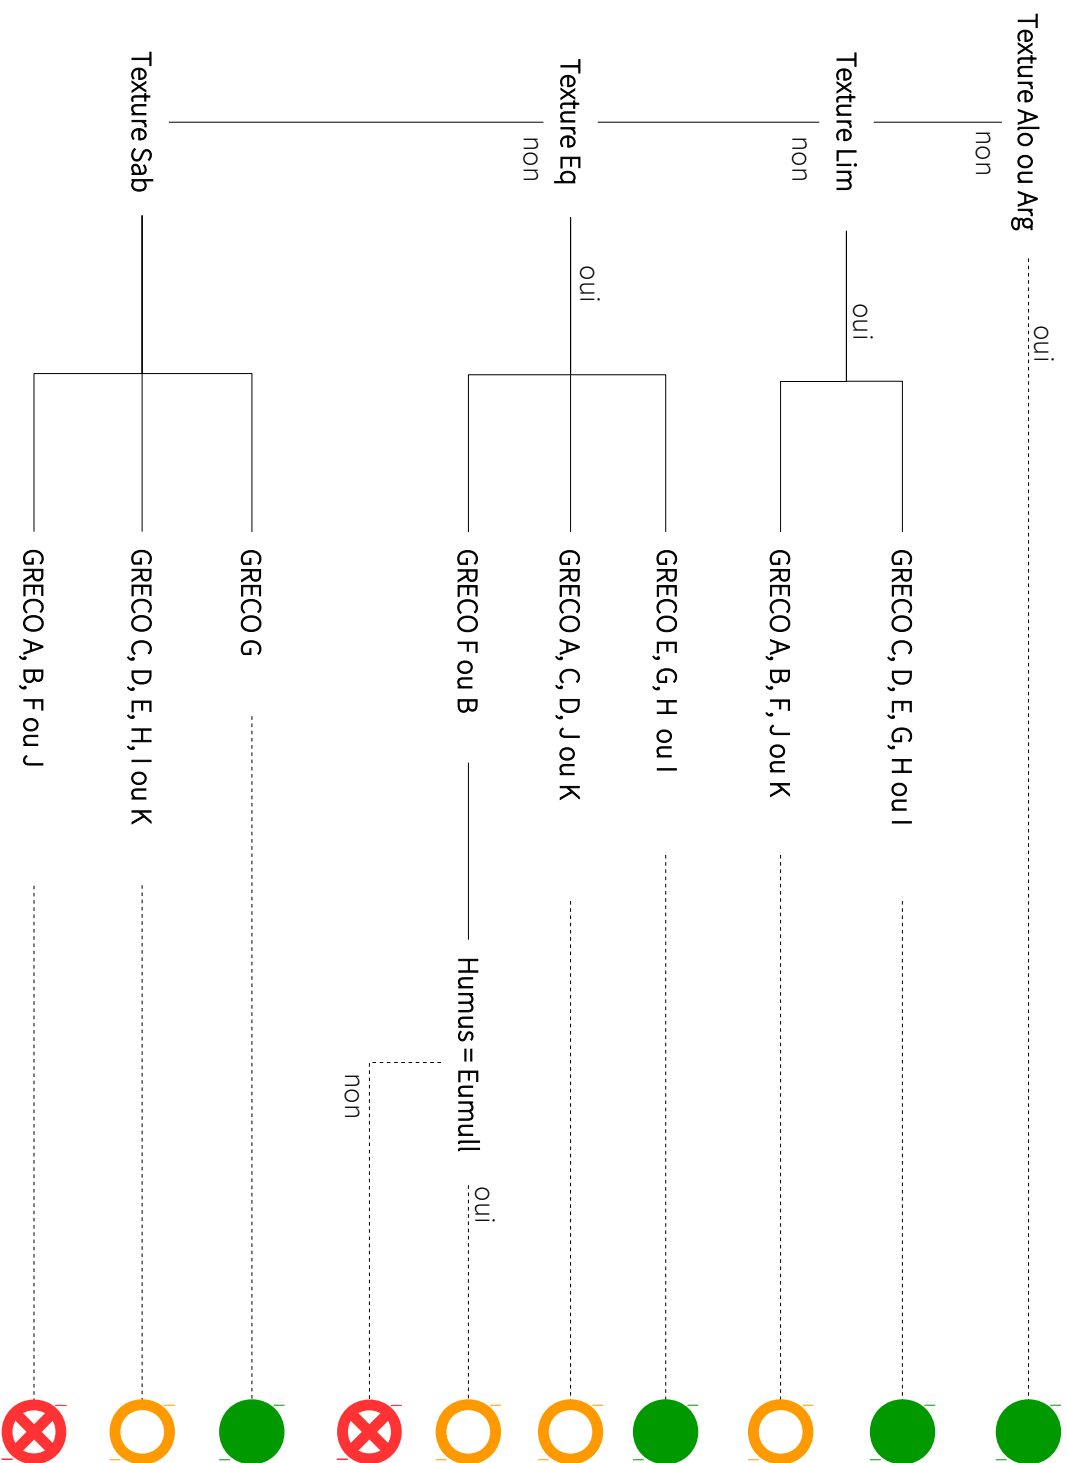 Texture Alo ou Arg
oui
non
Texture Lim
oui
GRECO C, D, E, G, H ou I
GRECO A, B, F, J ou K
non
Texture Eq
oui
GRECO E, G, H ou I
GRECO A, C, D, J ou K
GRECO F ou B
Humus = Eumull
oui
non
non
Texture Sab
GRECO G
GRECO C, D, E, H, I ou K
GRECO A, B, F ou J